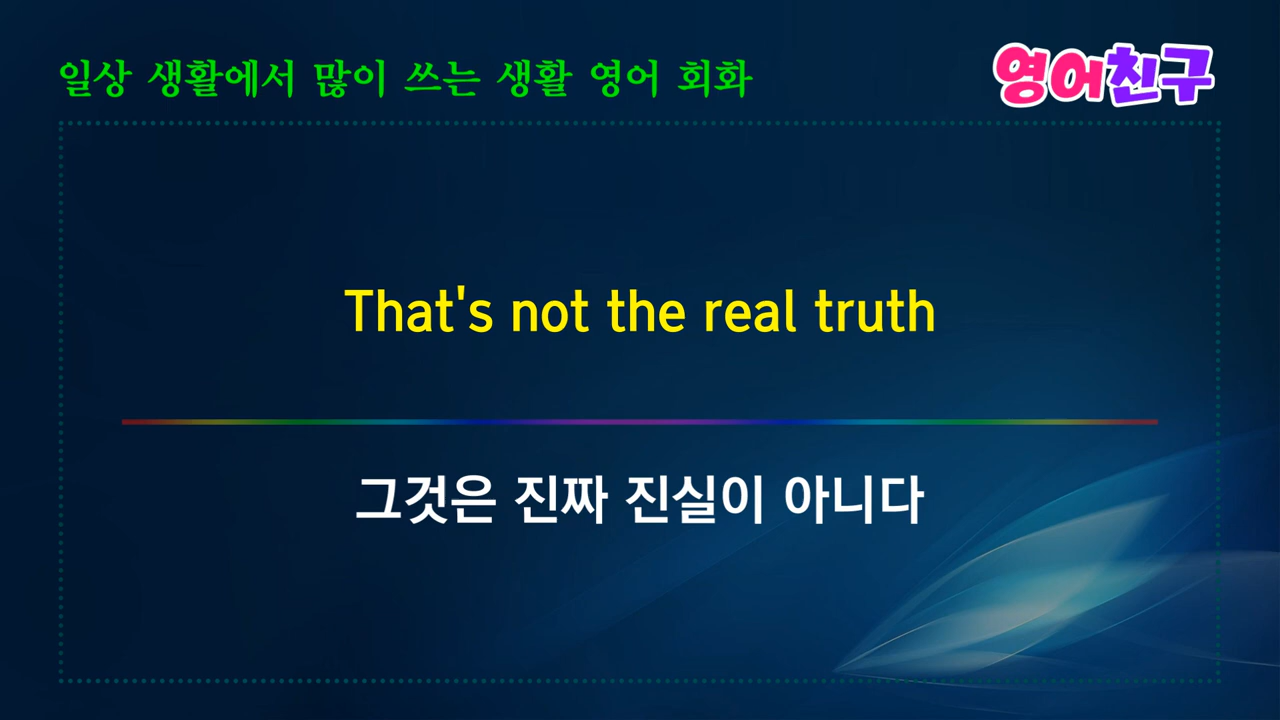 일상 생활에서 많이 쓰는 생활 영어 회화
영어친구
That's not the real truth
그것은 진짜 진실이 아니다